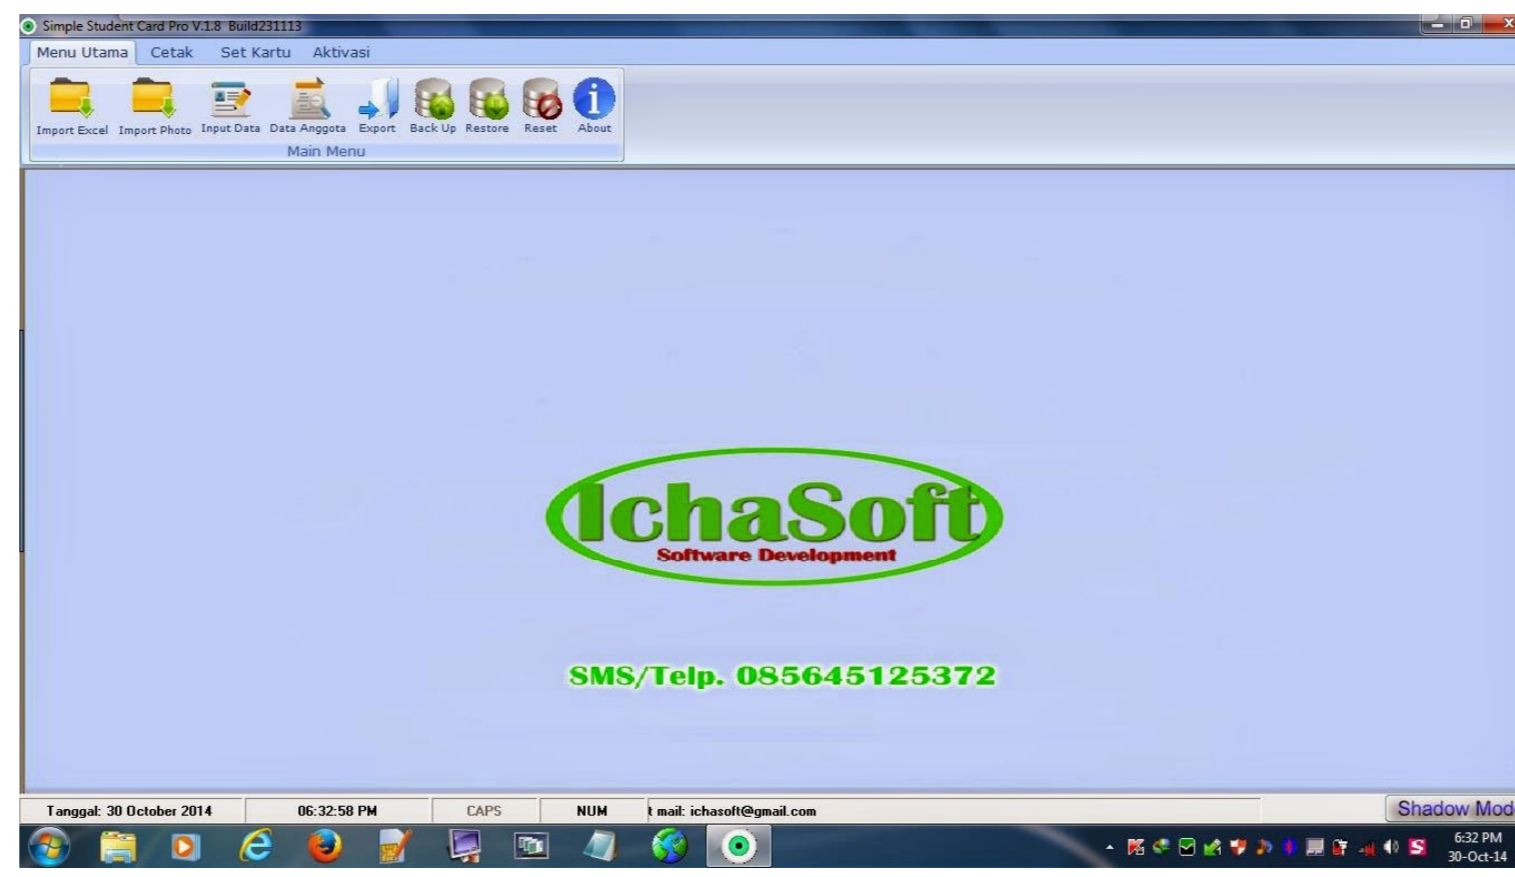 Simple Student Card Pro V.1.8 Build231113
Menu Utama Cetak Set Kartu Aktivasi
Import Excel Import Photo Input Data Data Anggota Export Back Up Restore Reset About
Main Menu
IchaSoft
Software Development
SMS/Telp. 085645125372
Tanggal: 30 October 2014 06:32:58 PM CAPS NUM t mail: ichasoft@gmail.com Shadow Mod
6:32 PM
30-Oct-14